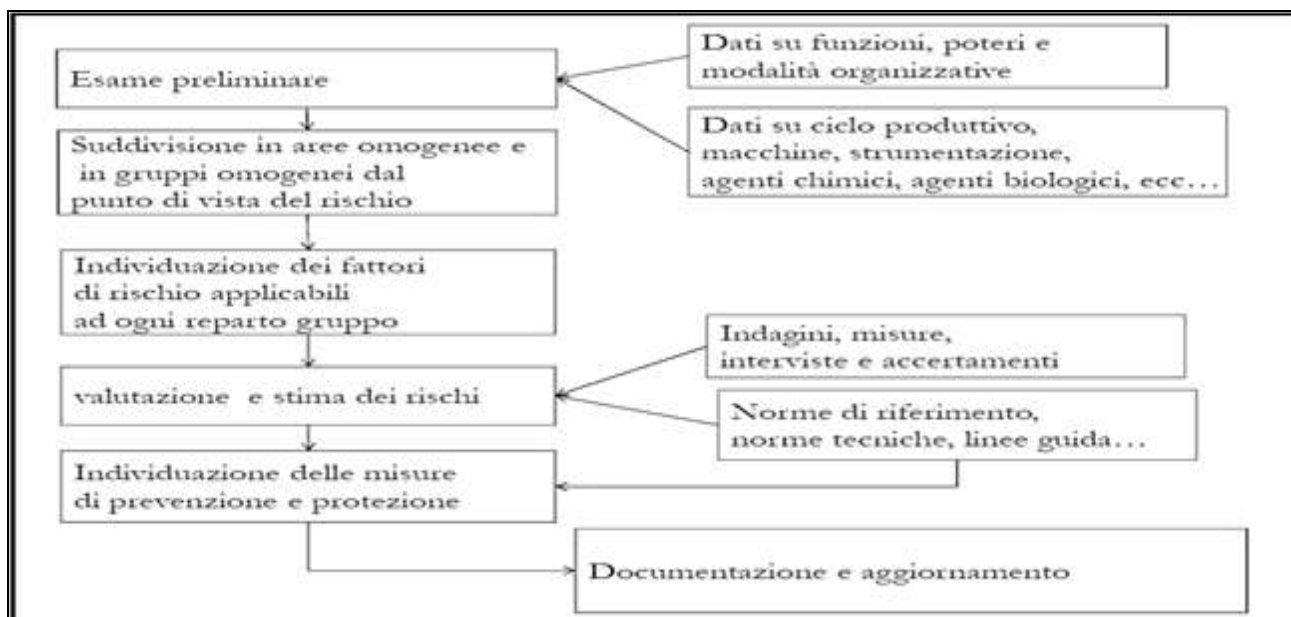 Esame preliminare
Dati su funzioni, poteri e
modalità organizzative
Dati su ciclo produttivo,
macchine, strumentazione,
agenti chimici, agenti biologici, ecc...
Suddivisione in aree omogenee e
in gruppi omogenei dal
punto di vista del rischio
Individuazione dei fattori
di rischio applicabili
ad ogni reparto gruppo
Indagini, misure,
interviste e accertamenti
valutazione e stima dei rischi
Norme di riferimento,
norme tecniche, linee guida...
Individuazione delle misure
di prevenzione e protezione
Documentazione e aggiornamento